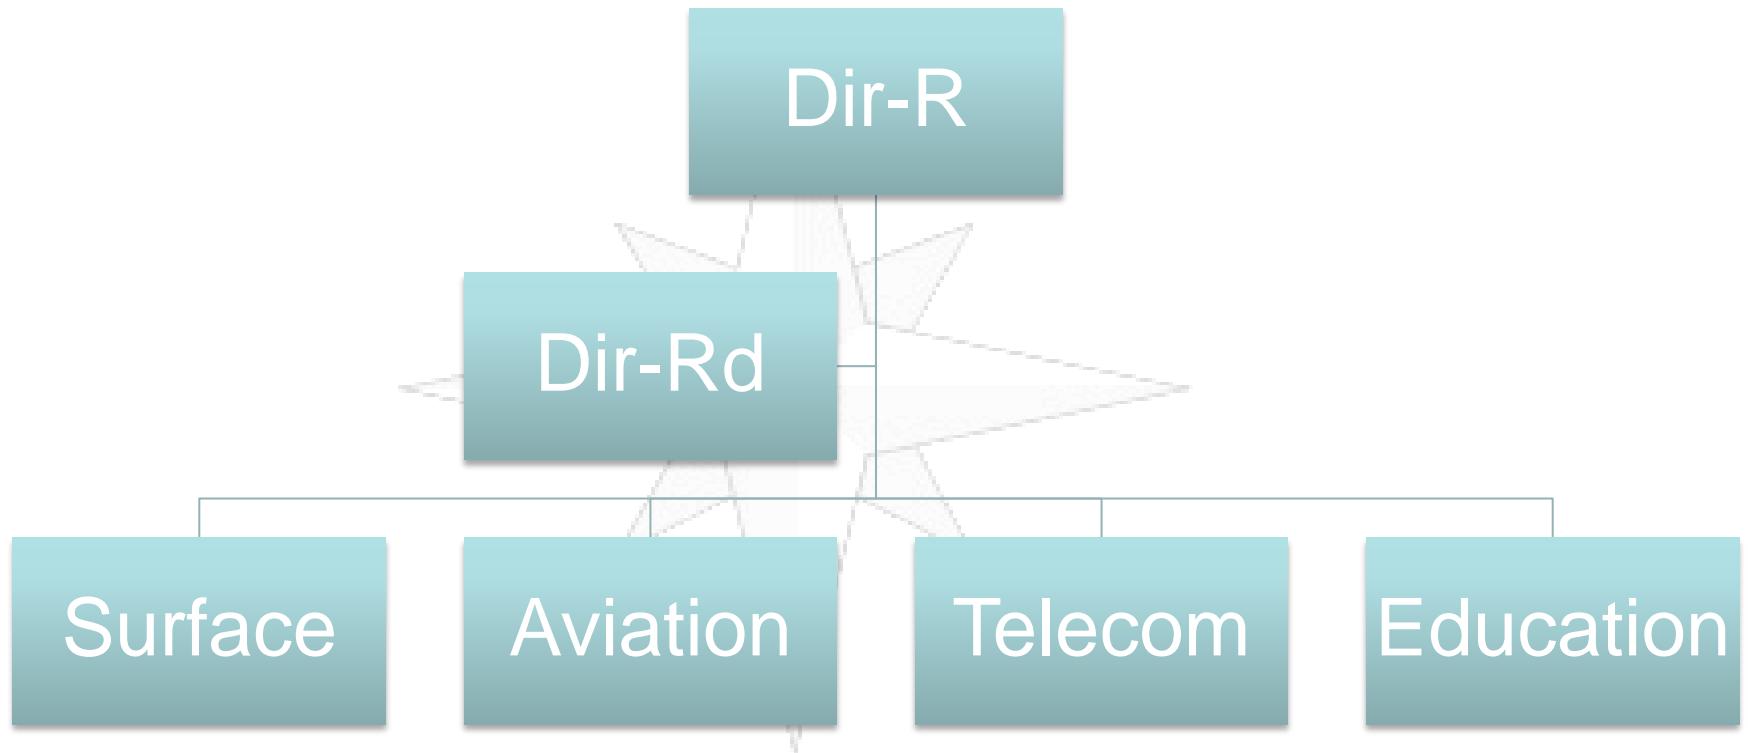 Dir-R
Dir-Rd
Surface
Aviation
Telecom
Education